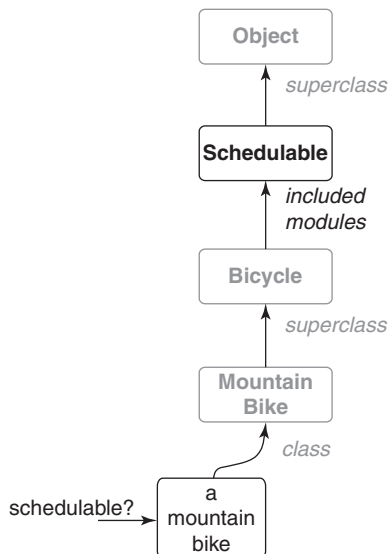 Object
superclass
Schedulable
included
modules
Bicycle
superclass
Mountain
Bike
class
schedulable?
a
mountain
bike